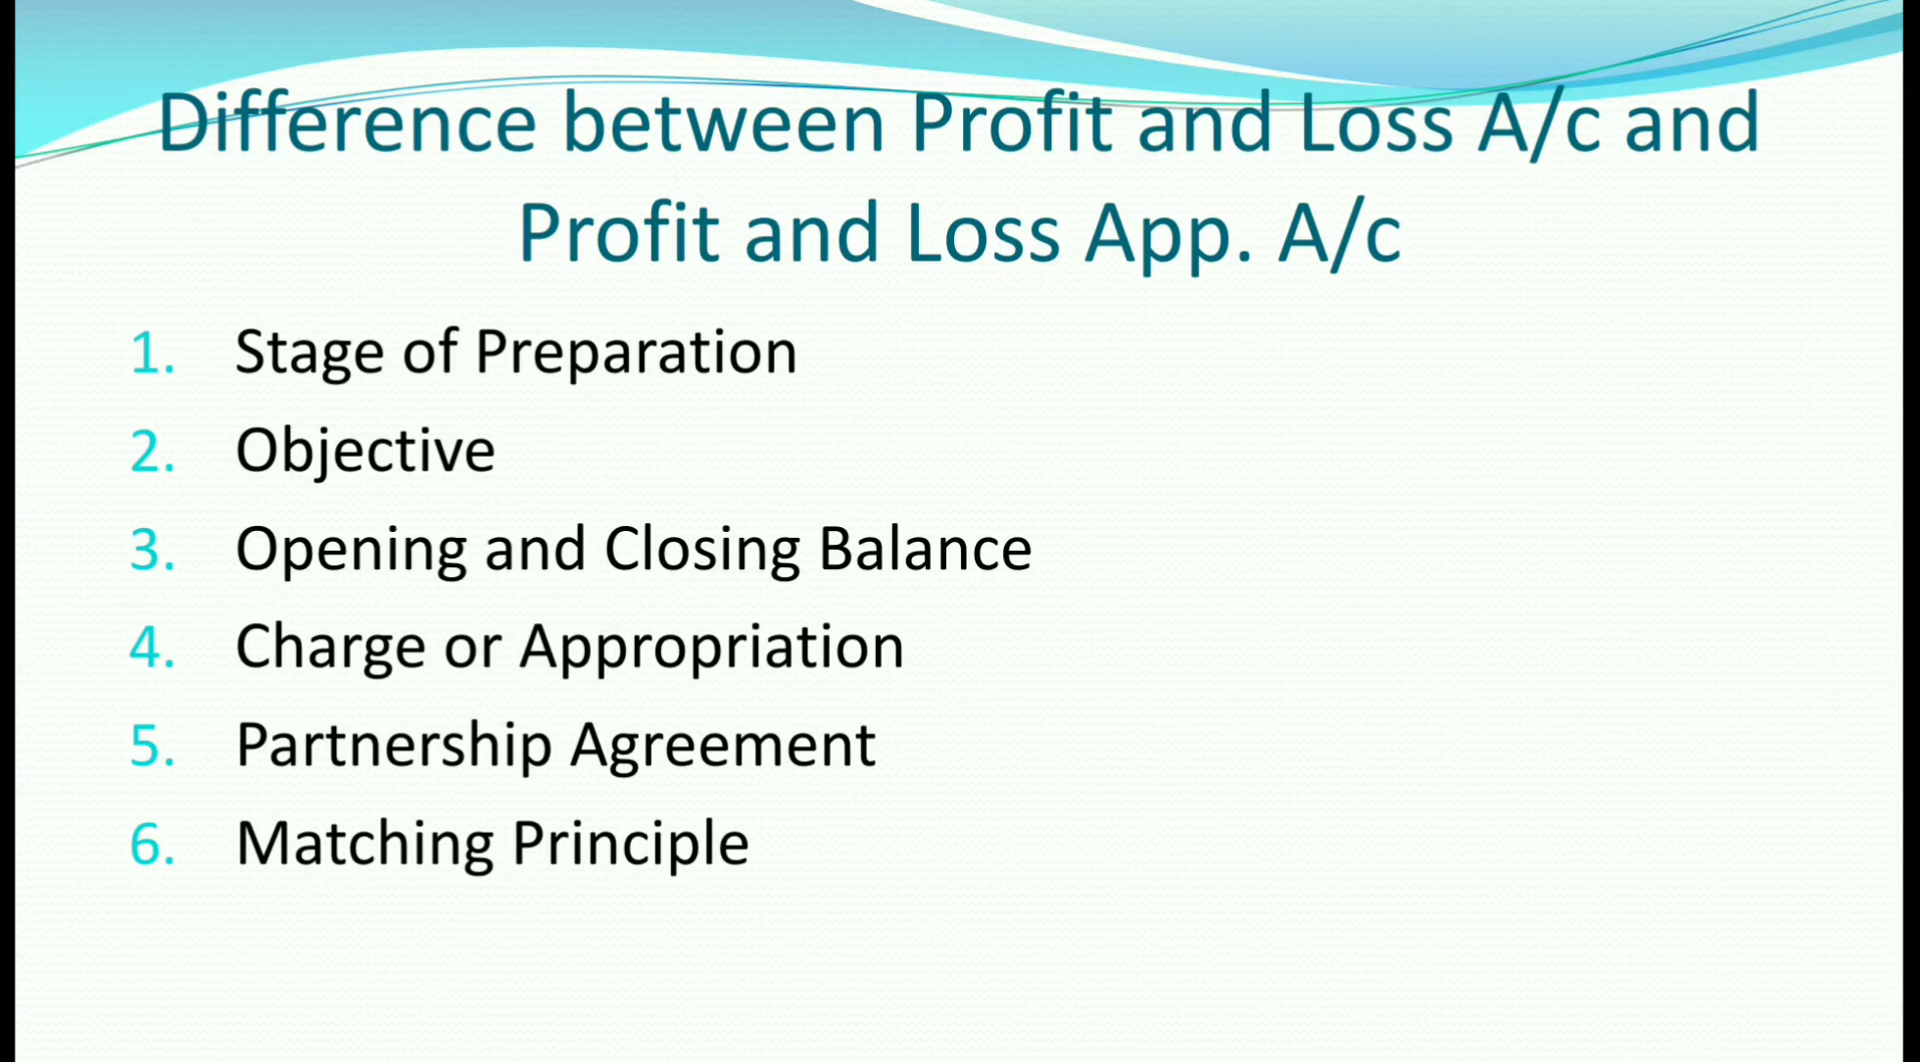 Difference between Profit and Loss A/c and
Profit and Loss App. A/c
1. Stage of Preparation
2. Objective
3. Opening and Closing Balance
4. Charge or Appropriation
5. Partnership Agreement
6. Matching Principle